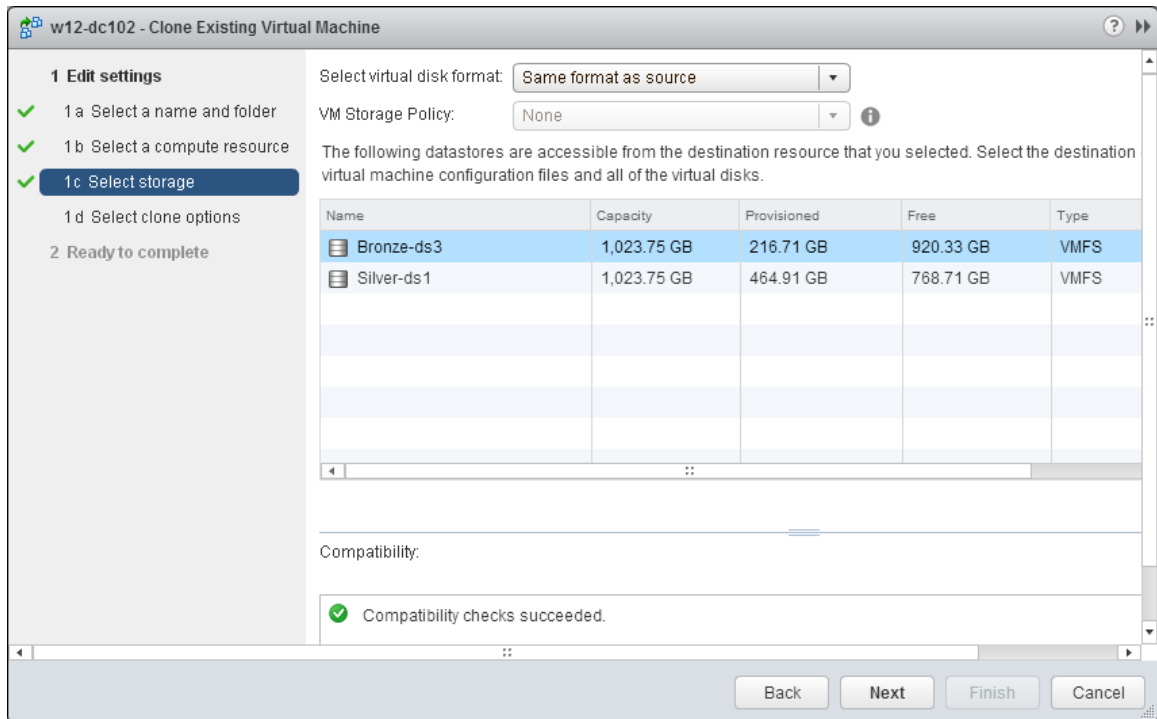 w12-dc102 - Clone Existing Virtual Machine
1 Edit settings
1a Select a name and folder
1b Select a compute resource
1c Select storage
1d Select clone options
2 Ready to complete
Select virtual disk format: Same format as source
VM Storage Policy: None
The following datastores are accessible from the destination resource that you selected. Select the destination
virtual machine configuration files and all of the virtual disks.
Name Capacity Provisioned Free Type
Bronze-ds3 1,023.75 GB 216.71 GB 920.33 GB VMFS
Silver-ds1 1,023.75 GB 464.91 GB 768.71 GB VMFS
Compatibility:
Compatibility checks succeeded.
Back Next Finish Cancel